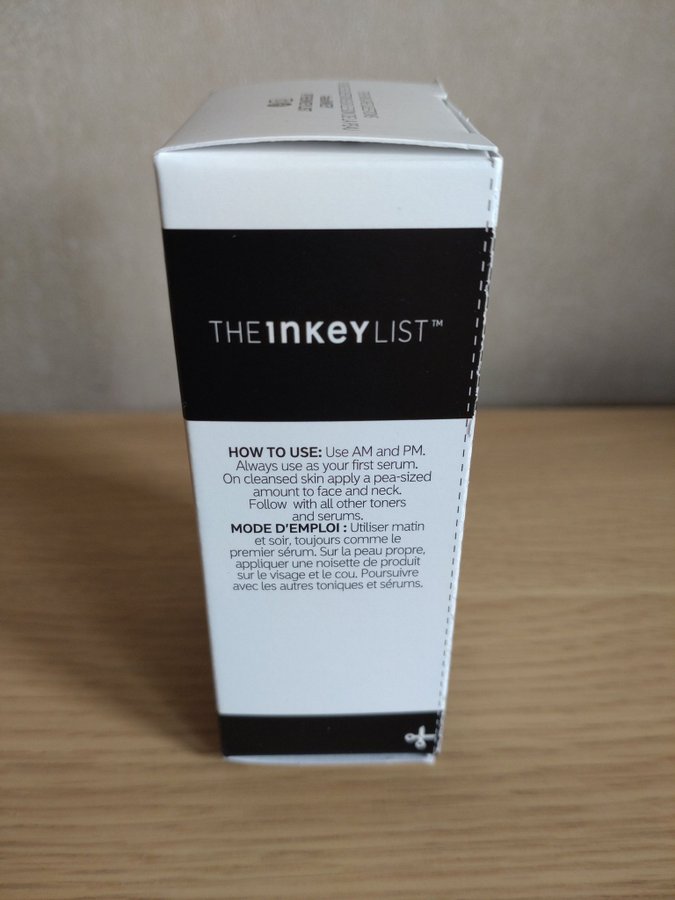 THE INKEY LIST™
HOW TO USE: Use AM and PM.
Always use as your first serum.
On cleansed skin apply a pea-sized
amount to face and neck.
Follow with all other toners
and serums.
MODE D'EMPLOI : Utiliser matin
et soir, toujours comme le
premier sérum. Sur la peau propre,
appliquer une noisette de produit
sur le visage et le cou. Poursuivre
avec les autres toniques et sérums.